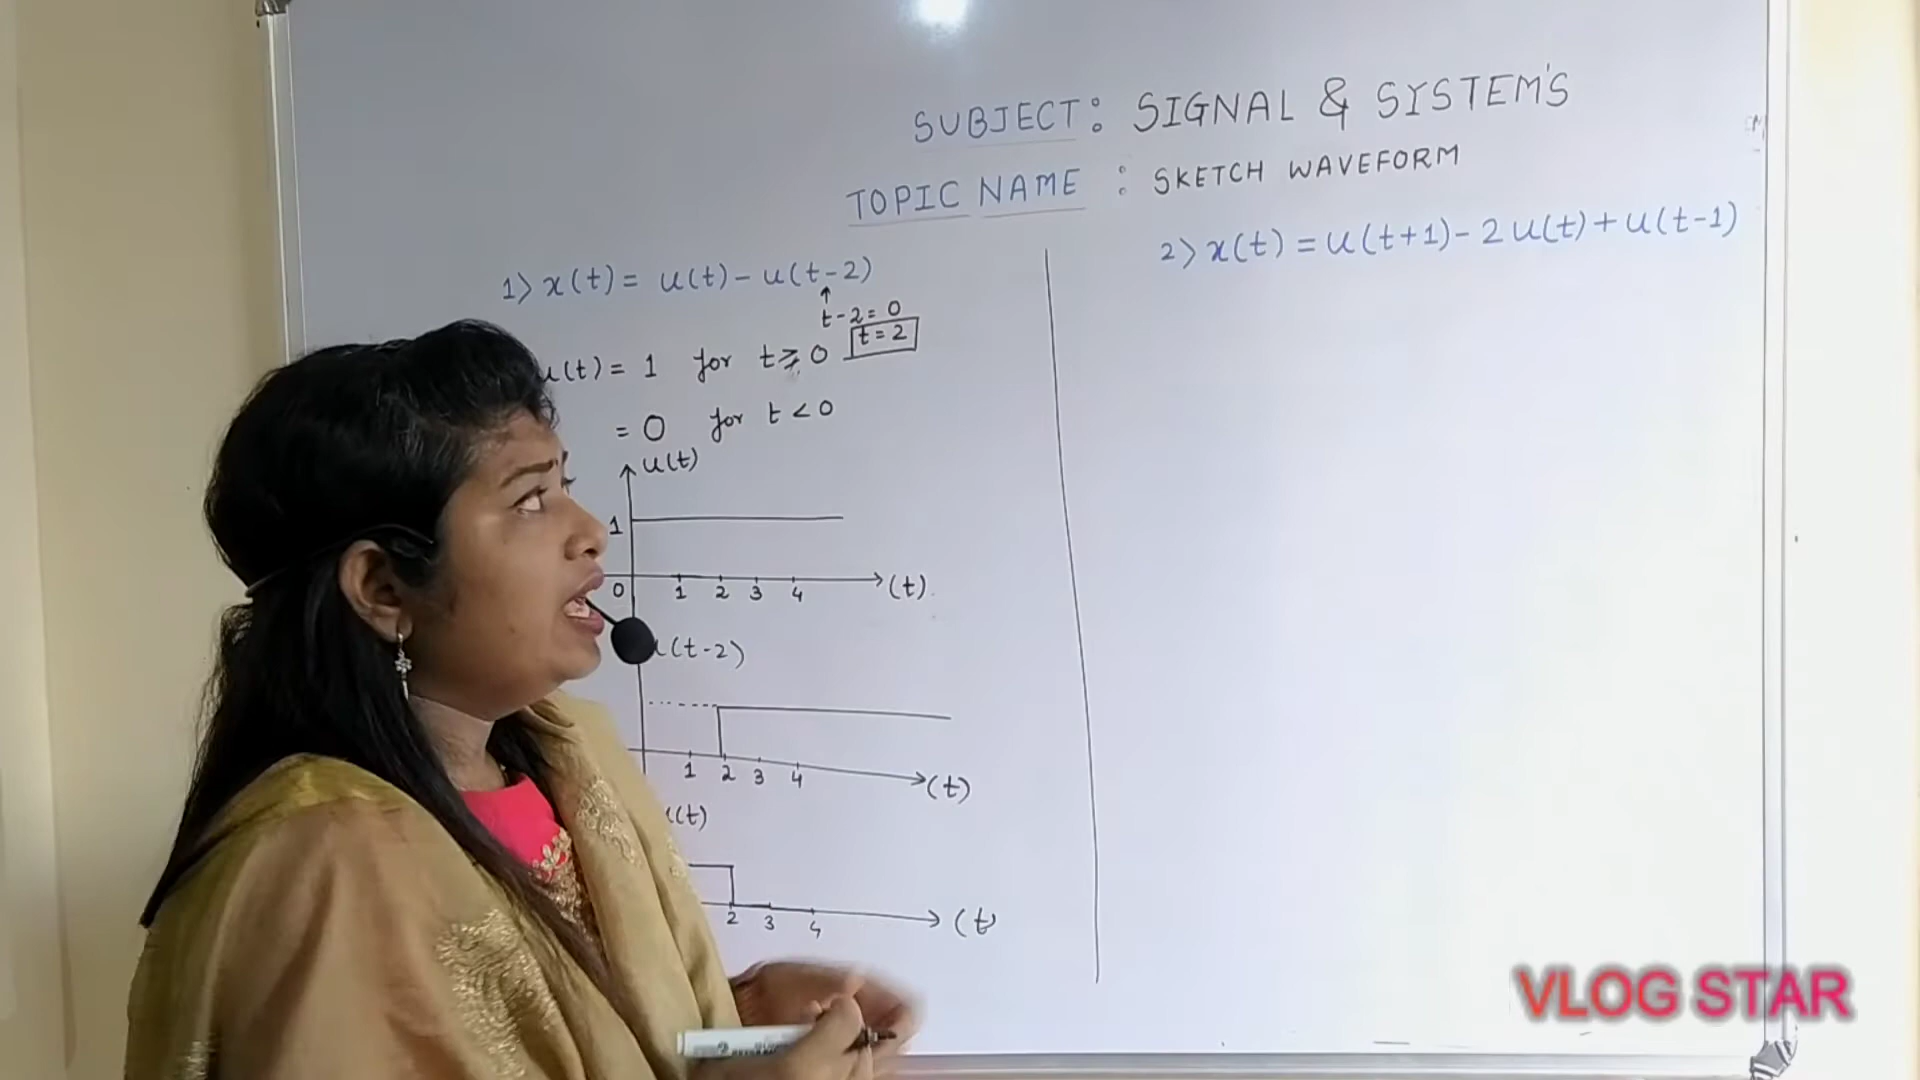 SUBJECT: SIGNAL & SYSTEM'S
TOPIC NAME : SKETCH WAVEFORM
1> x(t) = u(t) - u(t-2)
t-2=0
t=2
u(t) = 1 for t ≥ 0
= 0 for t < 0
u(t)
1
0 1 2 3 4 (t)
(t-2)
1 2 3 4 (t)
(t)
2 3 4 (t)
2> x(t) = u(t+1) - 2u(t) + u(t-1)
VLOG STAR